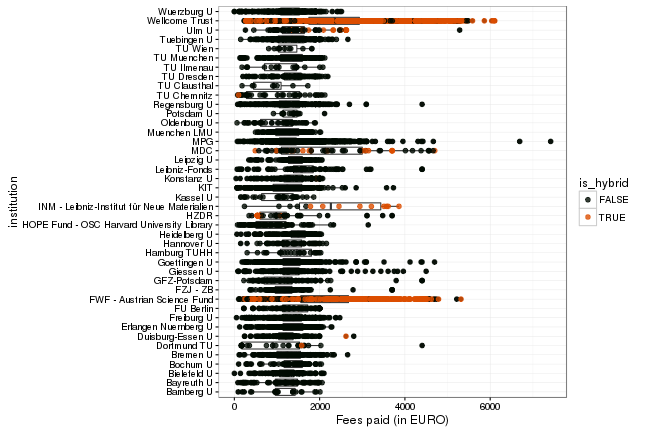 Wuerzburg U
Wellcome Trust
Ulm U
Tuebingen U
TU Wien
TU Muenchen
TU Ilmenau
TU Dresden
TU Clausthal
TU Chemnitz
Regensburg U
Potsdam U
Oldenburg U
Muenchen LMU
MPG
MDC
Leipzig U
Leibniz-Fonds
Konstanz U
KIT
Kassel U
INM - Leibniz-Institut für Neue Materialien
HZDR
HOPE Fund - OSC Harvard University Library
Heidelberg U
Hannover U
Hamburg TUHH
Goettingen U
Giessen U
GFZ-Potsdam
FZJ - ZB
FWF - Austrian Science Fund
FU Berlin
Freiburg U
Erlangen Nuernberg U
Duisburg-Essen U
Dortmund TU
Bremen U
Bochum U
Bielefeld U
Bayreuth U
Bamberg U
institution
0 2000 4000 6000
Fees paid (in EURO)
is_hybrid
FALSE
TRUE